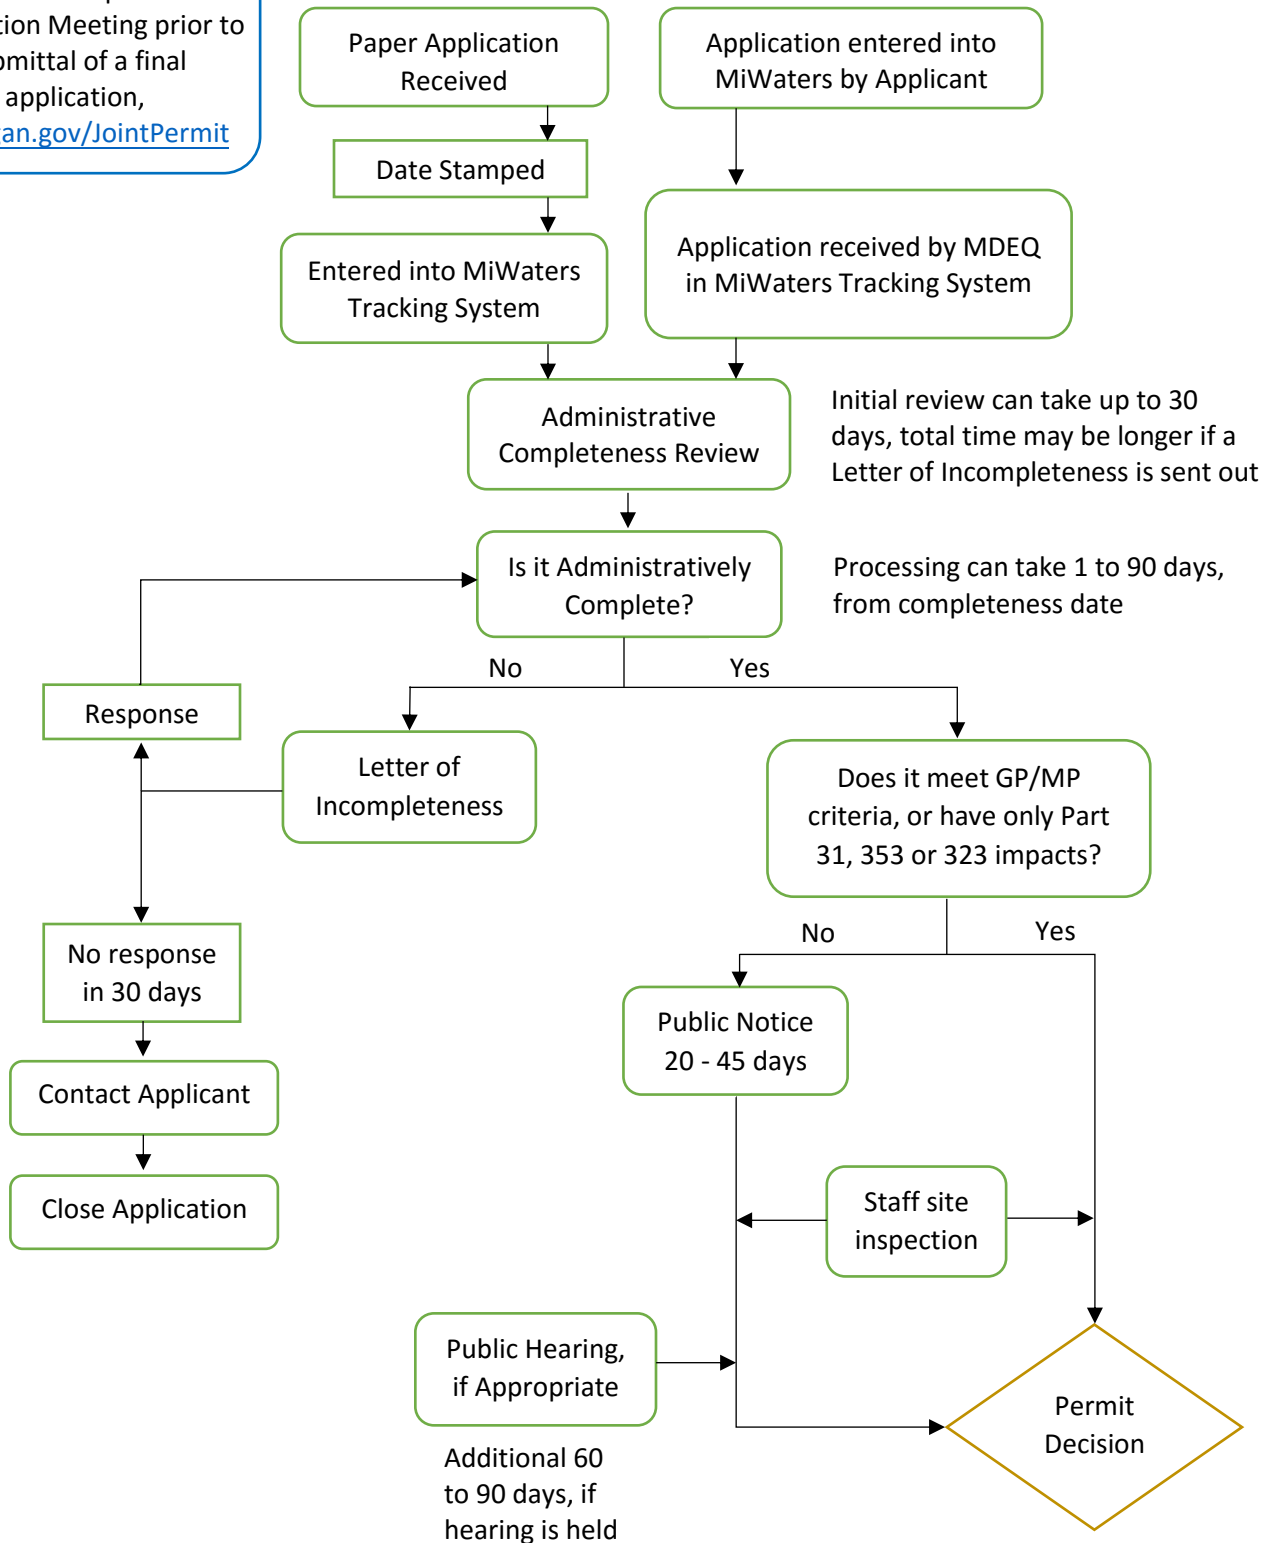 tion Meeting prior to
mittal of a final
application,
gan.gov/JointPermit
Paper Application
Received
Application entered into
MiWaters by Applicant
Date Stamped
Entered into MiWaters
Tracking System
Application received by MDEQ
in MiWaters Tracking System
Administrative
Completeness Review
Initial review can take up to 30
days, total time may be longer if a
Letter of Incompleteness is sent out
Is it Administratively
Complete?
Processing can take 1 to 90 days,
from completeness date
No
Yes
Response
Letter of
Incompleteness
Does it meet GP/MP
criteria, or have only Part
31, 353 or 323 impacts?
No
Yes
No response
in 30 days
Public Notice
20 - 45 days
Contact Applicant
Close Application
Staff site
inspection
Public Hearing,
if Appropriate
Additional 60
to 90 days, if
hearing is held
Permit
Decision